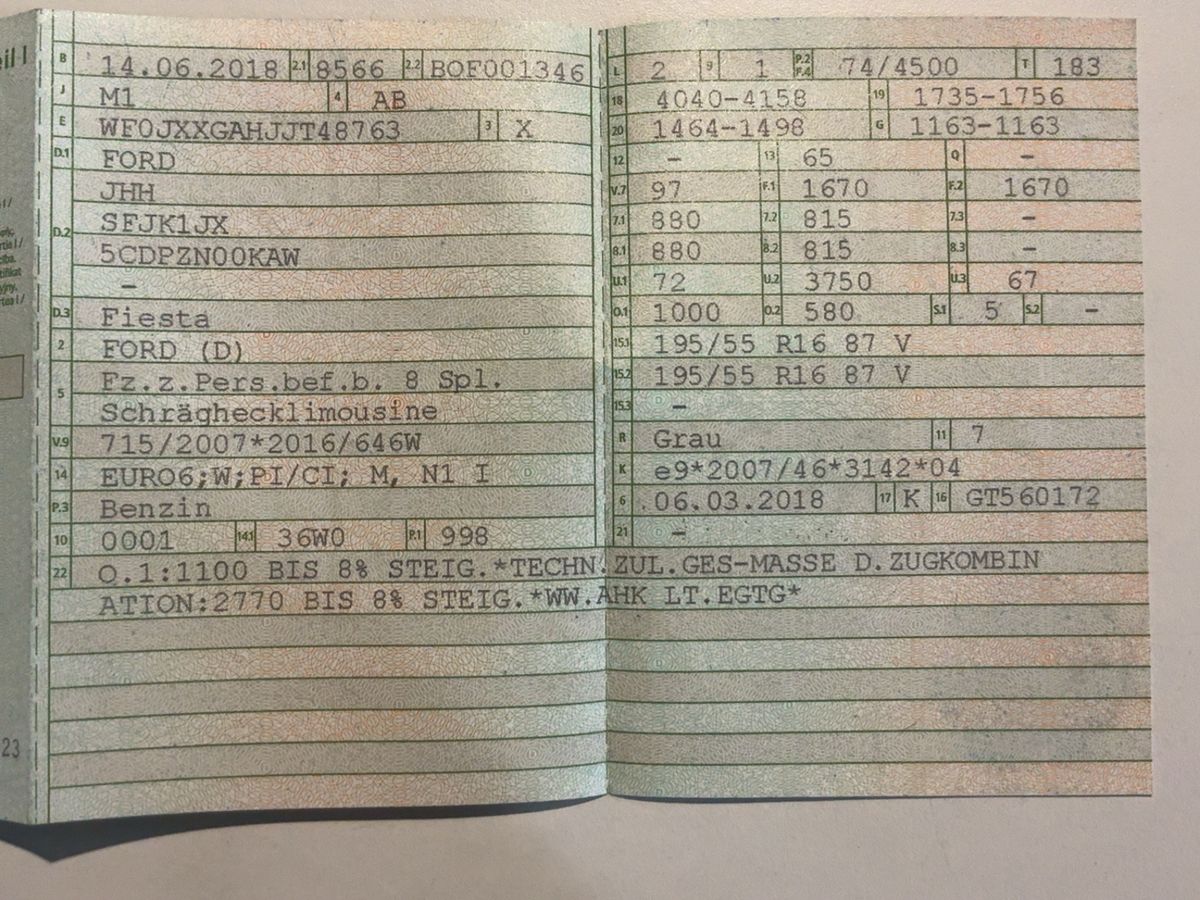 eil I
B 14.06.2018 2.1 8566 2.2 BOF001346
J M1 4 AB
E WF0JXXGAHJJT48763 3 X
D.1 FORD
JHH
D.2 SFJK1JX
5CDPZN00KAW
–
D.3 Fiesta
2 FORD (D)
5 Fz.z.Pers.bef.b. 8 Spl.
Schräghecklimousine
V.9 715/2007*2016/646W
14 EURO6;W;PI/CI; M, N1 I
P.3 Benzin
10 0001 14.1 36W0 P.1 998
L 2 9 1 P.2 P.4 74/4500 T 183
18 4040-4158 19 1735-1756
20 1464-1498 G 1163-1163
12 – 13 65 Q –
V.7 97 F.1 1670 F.2 1670
7.1 880 7.2 815 7.3 –
8.1 880 8.2 815 8.3 –
U.1 72 U.2 3750 U.3 67
O.1 1000 O.2 580 S.1 5 S.2 –
15.1 195/55 R16 87 V
15.2 195/55 R16 87 V
15.3 –
R Grau 11 7
K e9*2007/46*3142*04
6 06.03.2018 17 K 16 GT560172
21 –
22 O.1:1100 BIS 8% STEIG.*TECHN.ZUL.GES-MASSE D.ZUGKOMBIN
ATION:2770 BIS 8% STEIG.*WW.AHK LT.EGTG*
23